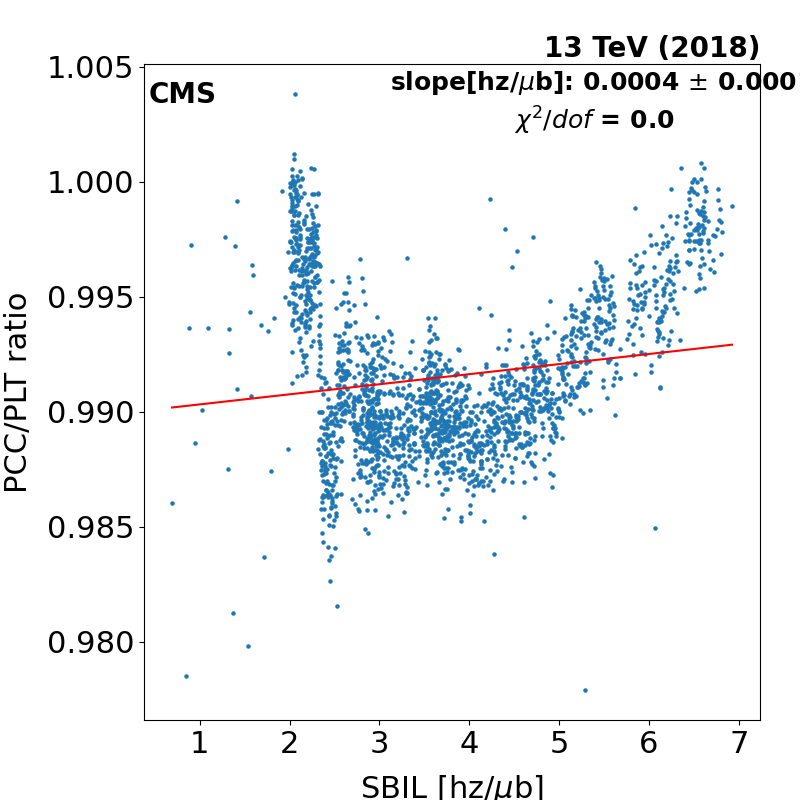 13 TeV (2018)
CMS
slope[hz/μb]: 0.0004 ± 0.000
χ²/dof = 0.0
1.005
1.000
0.995
0.990
0.985
0.980
PCC/PLT ratio
1 2 3 4 5 6 7
SBIL [hz/μb]